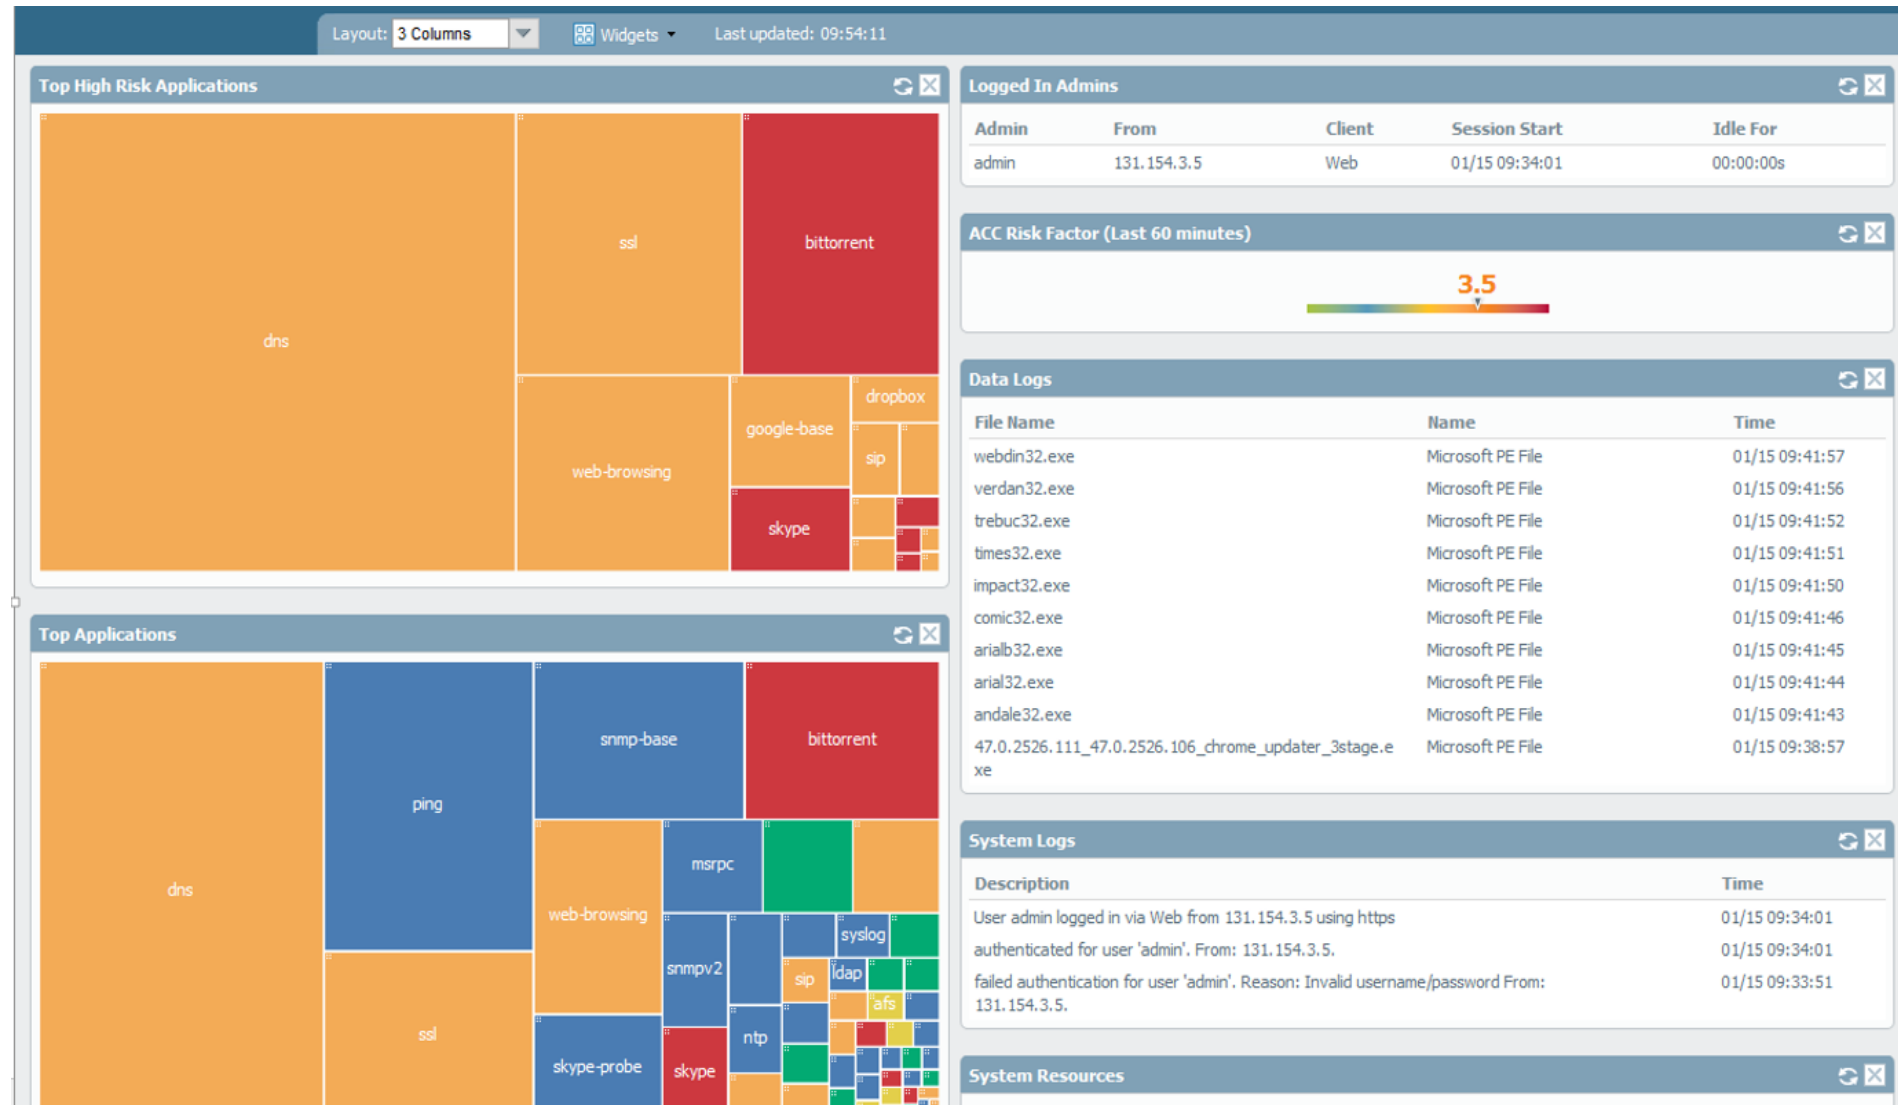 Layout: 3 Columns Widgets Last updated: 09:54:11
Top High Risk Applications
dns
ssl
bittorrent
web-browsing
google-base
dropbox
sip
skype
Top Applications
dns
ping
ssl
snmp-base
bittorrent
web-browsing
msrpc
snmpv2
syslog
sip
ldap
afs
ntp
skype-probe
skype
Logged In Admins
Admin From Client Session Start Idle For
admin 131.154.3.5 Web 01/15 09:34:01 00:00:00s
ACC Risk Factor (Last 60 minutes)
3.5
Data Logs
File Name Name Time
webdin32.exe Microsoft PE File 01/15 09:41:57
verdan32.exe Microsoft PE File 01/15 09:41:56
trebuc32.exe Microsoft PE File 01/15 09:41:52
times32.exe Microsoft PE File 01/15 09:41:51
impact32.exe Microsoft PE File 01/15 09:41:50
comic32.exe Microsoft PE File 01/15 09:41:46
arialb32.exe Microsoft PE File 01/15 09:41:45
arial32.exe Microsoft PE File 01/15 09:41:44
andale32.exe Microsoft PE File 01/15 09:41:43
47.0.2526.111_47.0.2526.106_chrome_updater_3stage.e Microsoft PE File 01/15 09:38:57
xe
System Logs
Description Time
User admin logged in via Web from 131.154.3.5 using https 01/15 09:34:01
authenticated for user 'admin'. From: 131.154.3.5. 01/15 09:34:01
failed authentication for user 'admin'. Reason: Invalid username/password From: 01/15 09:33:51
131.154.3.5.
System Resources